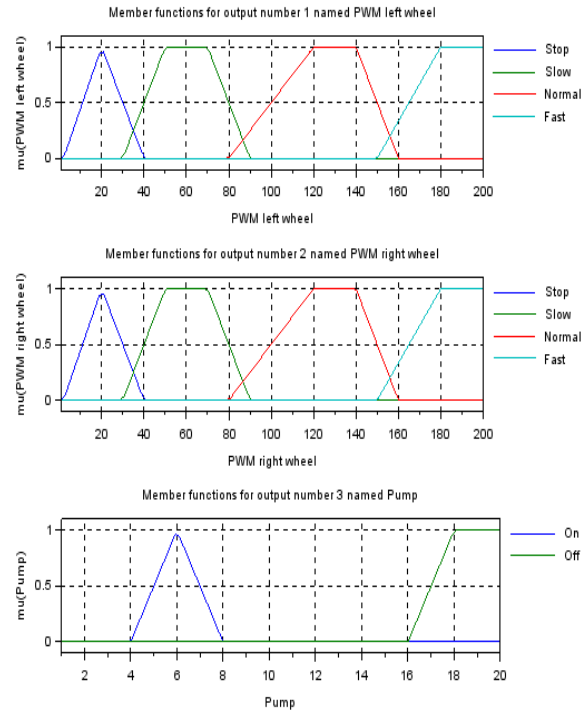 Member functions for output number 1 named PWM left wheel
mu(PWM left wheel)
1
0.5
0
20 40 60 80 100 120 140 160 180 200
PWM left wheel
Stop
Slow
Normal
Fast
Member functions for output number 2 named PWM right wheel
mu(PWM right wheel)
1
0.5
0
20 40 60 80 100 120 140 160 180 200
PWM right wheel
Stop
Slow
Normal
Fast
Member functions for output number 3 named Pump
mu(Pump)
1
0.5
0
2 4 6 8 10 12 14 16 18 20
Pump
On
Off